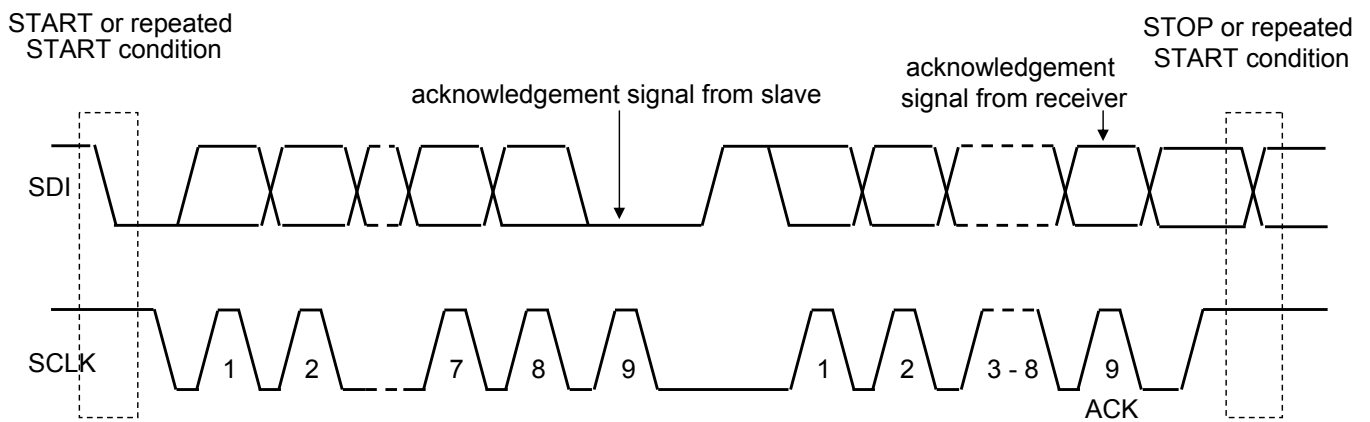 START or repeated
START condition
STOP or repeated
START condition
acknowledgement signal from slave
acknowledgement
signal from receiver
SDI
SCLK
1 2 7 8 9 1 2 3 - 8 9
ACK